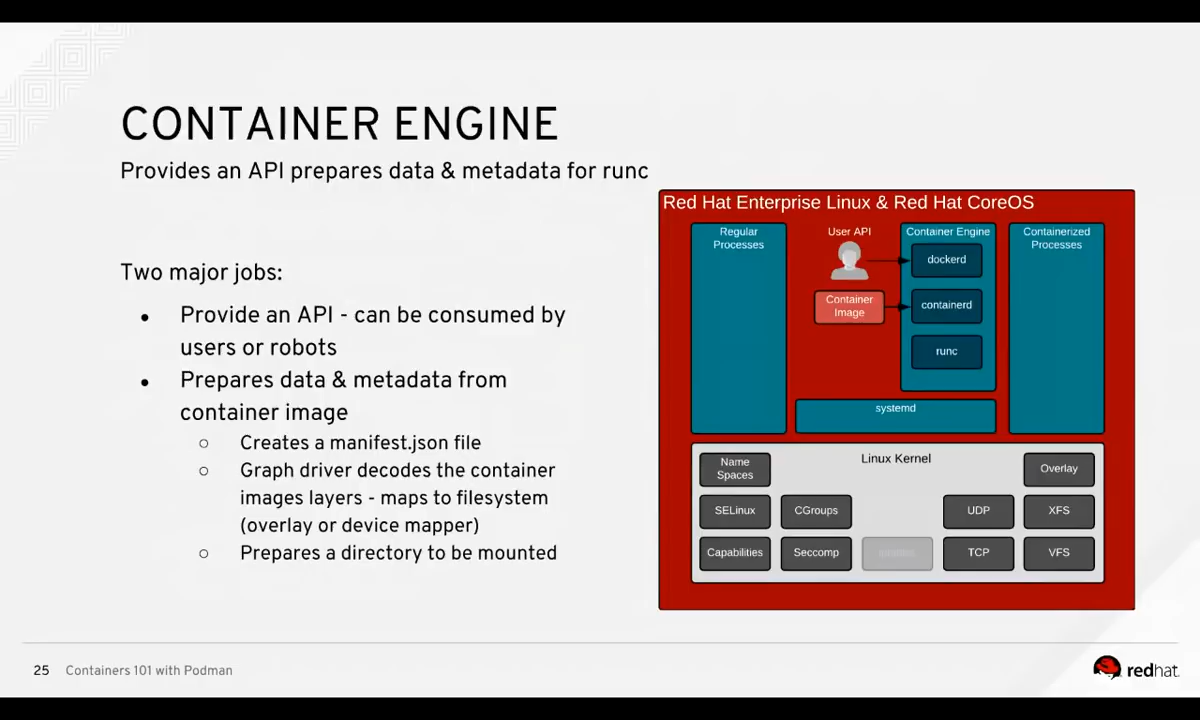 CONTAINER ENGINE
Provides an API prepares data & metadata for runc
Two major jobs:
● Provide an API - can be consumed by
users or robots
● Prepares data & metadata from
container image
○ Creates a manifest.json file
○ Graph driver decodes the container
images layers - maps to filesystem
(overlay or device mapper)
○ Prepares a directory to be mounted
Red Hat Enterprise Linux & Red Hat CoreOS
Regular
Processes
User API
Container
Image
Container Engine
dockerd
containerd
runc
Containerized
Processes
systemd
Linux Kernel
Name
Spaces
Overlay
SELinux
CGroups
UDP
XFS
Capabilities
Seccomp
TCP
VFS
25 Containers 101 with Podman
redhat.